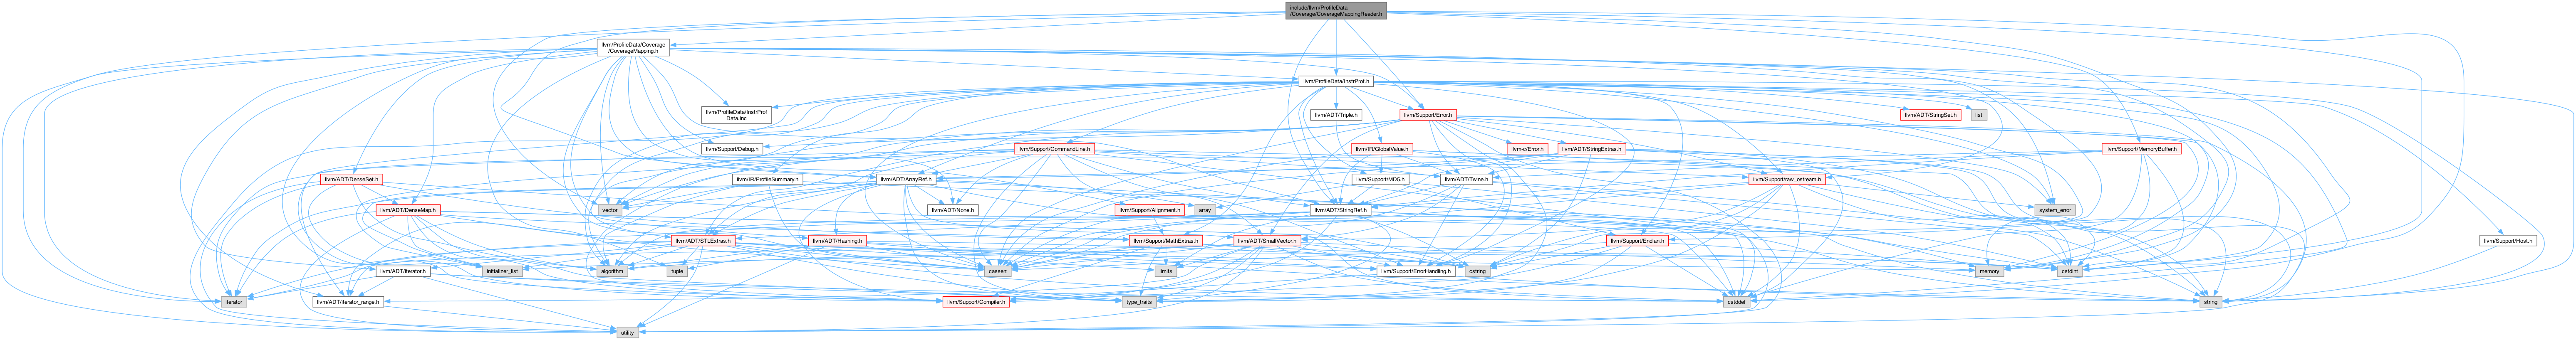 include/llvm/ProfileData
/Coverage/CoverageMappingReader.h
llvm/ProfileData/Coverage
/CoverageMapping.h
llvm/ProfileData/InstrProf.h
llvm/ProfileData/InstrProf
Data.inc
llvm/ADT/Triple.h
llvm/Support/Error.h
llvm/ADT/StringSet.h
list
llvm/Support/Debug.h
llvm/Support/CommandLine.h
llvm/IR/GlobalValue.h
llvm-c/Error.h
llvm/ADT/StringExtras.h
llvm/Support/MemoryBuffer.h
llvm/ADT/DenseSet.h
llvm/IR/ProfileSummary.h
llvm/ADT/ArrayRef.h
llvm/Support/MD5.h
llvm/ADT/Twine.h
llvm/Support/raw_ostream.h
llvm/ADT/DenseMap.h
vector
llvm/ADT/None.h
llvm/Support/Alignment.h
array
llvm/ADT/StringRef.h
system_error
llvm/ADT/STLExtras.h
llvm/ADT/Hashing.h
llvm/Support/MathExtras.h
llvm/ADT/SmallVector.h
llvm/Support/Endian.h
llvm/Support/Host.h
llvm/ADT/iterator.h
initializer_list
algorithm
tuple
cassert
limits
llvm/Support/ErrorHandling.h
cstring
memory
cstdint
iterator
llvm/ADT/iterator_range.h
llvm/Support/Compiler.h
type_traits
cstddef
string
utility